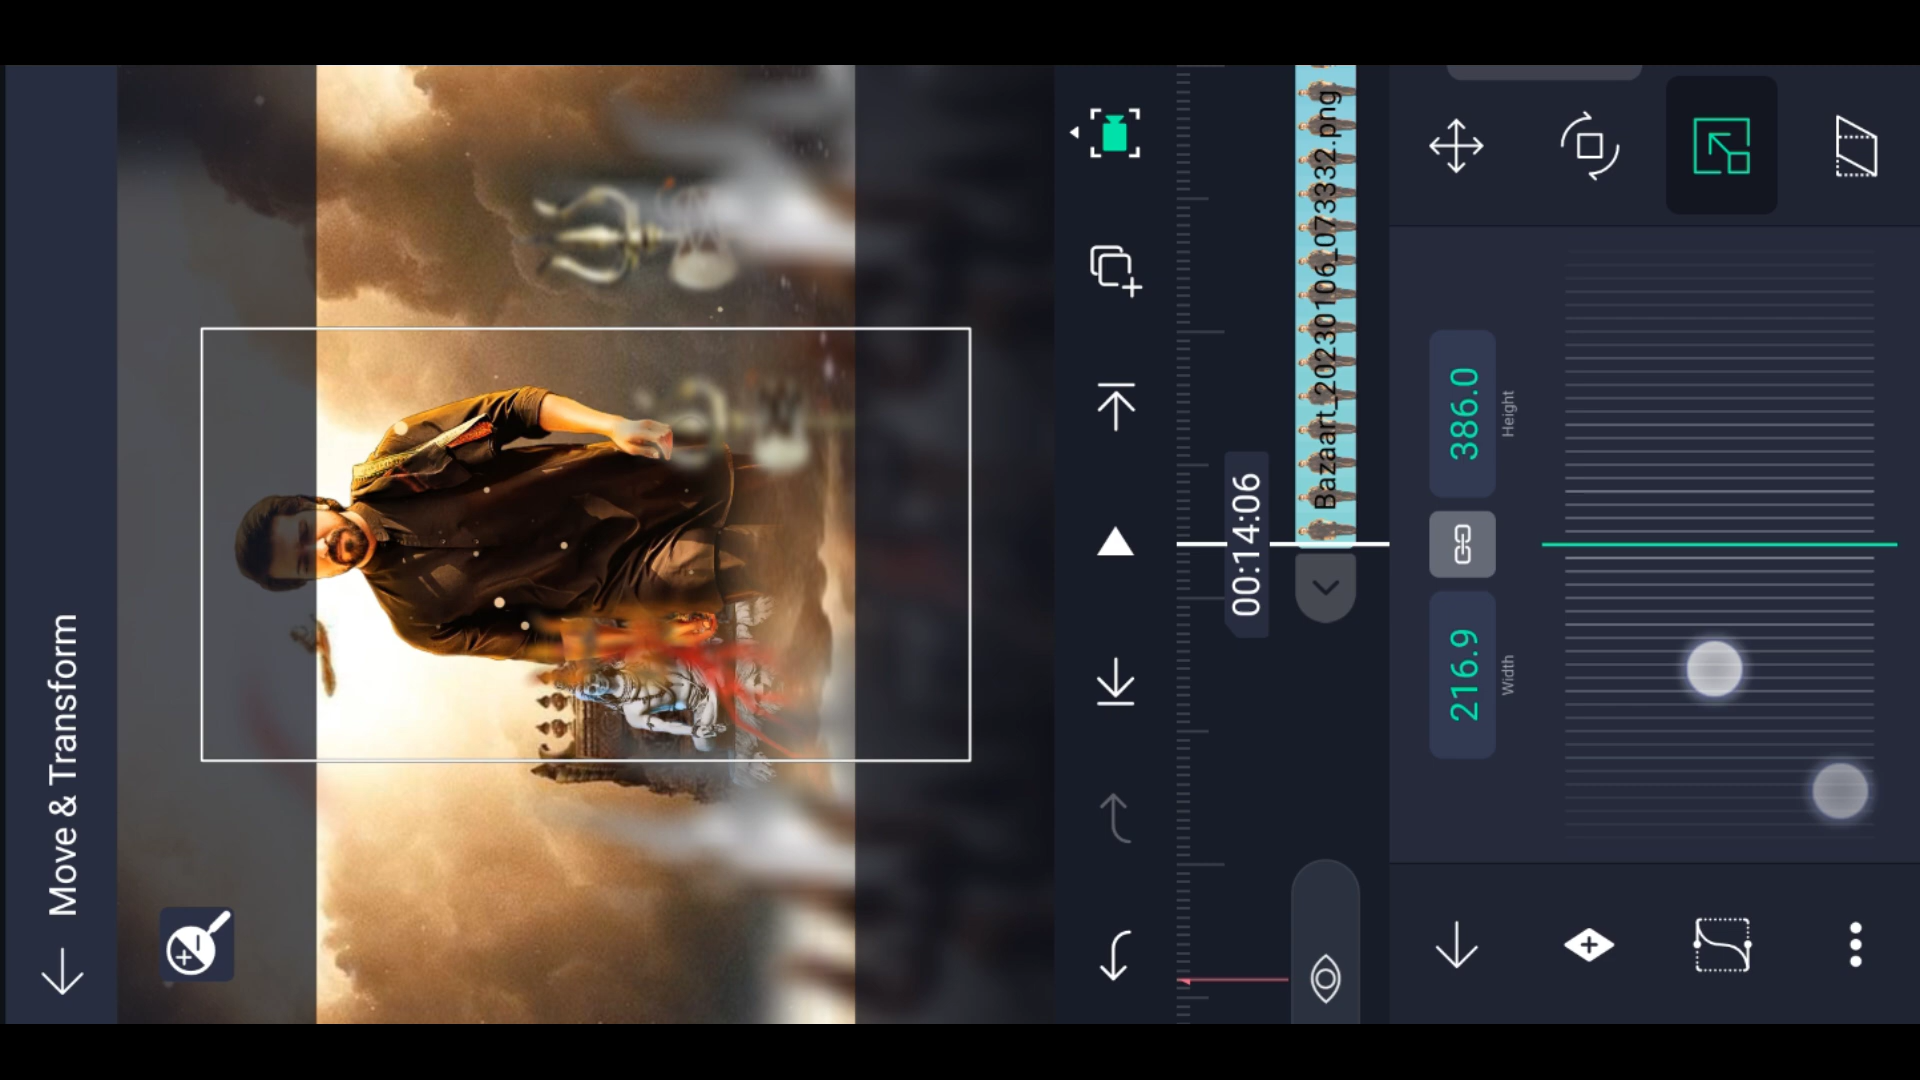 Move & Transform
00:14:06
Bazaart_20230106_073332.png
216.9
Width
386.0
Height